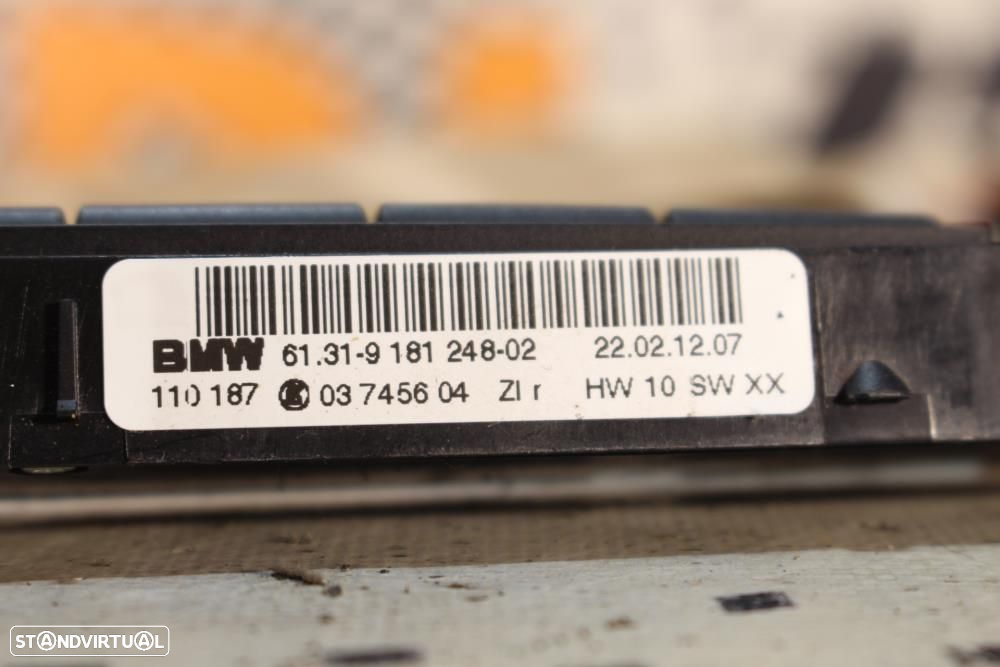 BMW 61.31-9 181 248-02 22.02.12.07
110 187 03 7456 04 ZI r HW 10 SW XX
STANDVIRTUAL